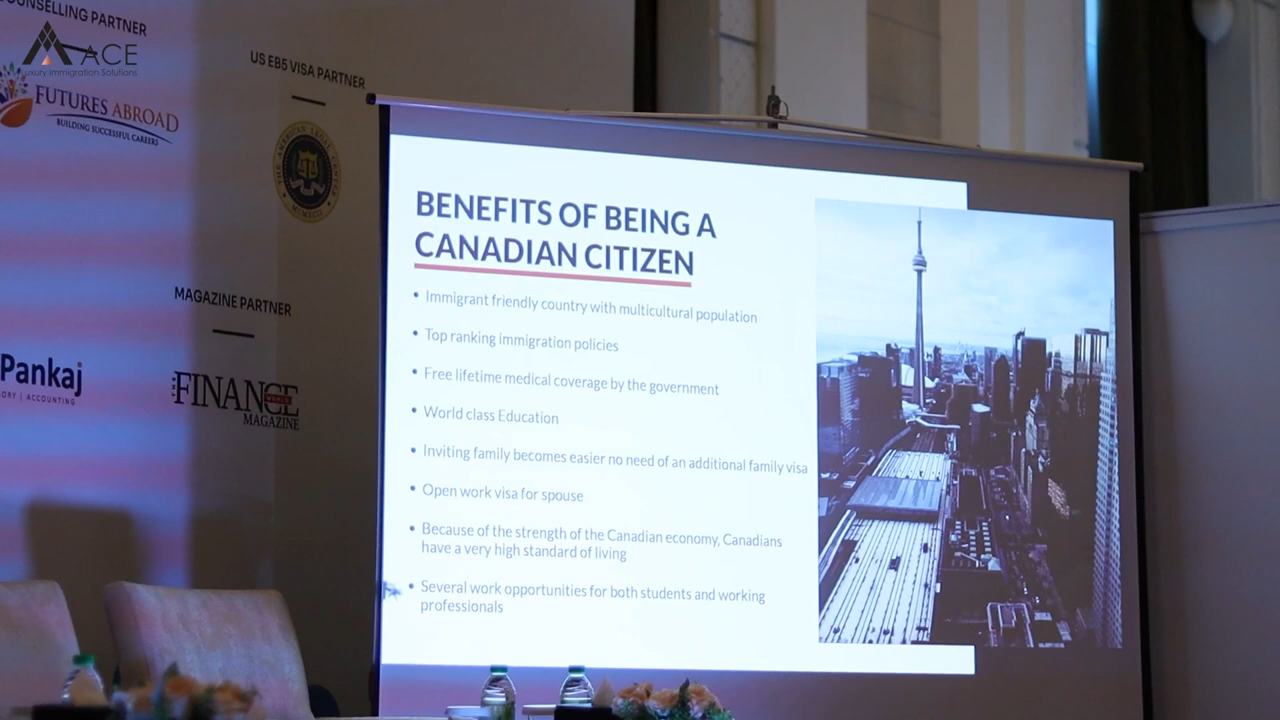 COUNSELLING PARTNER
ACE
Luxury Immigration Solutions
FUTURES ABROAD
BUILDING SUCCESSFUL CAREERS
US EB5 VISA PARTNER
MAGAZINE PARTNER
Pankaj
ACCOUNTING
FINANCE
WORLD
MAGAZINE
BENEFITS OF BEING A
CANADIAN CITIZEN
• Immigrant friendly country with multicultural population
• Top ranking immigration policies
• Free lifetime medical coverage by the government
• World class Education
• Inviting family becomes easier no need of an additional family visa
• Open work visa for spouse
• Because of the strength of the Canadian economy, Canadians
have a very high standard of living
• Several work opportunities for both students and working
professionals